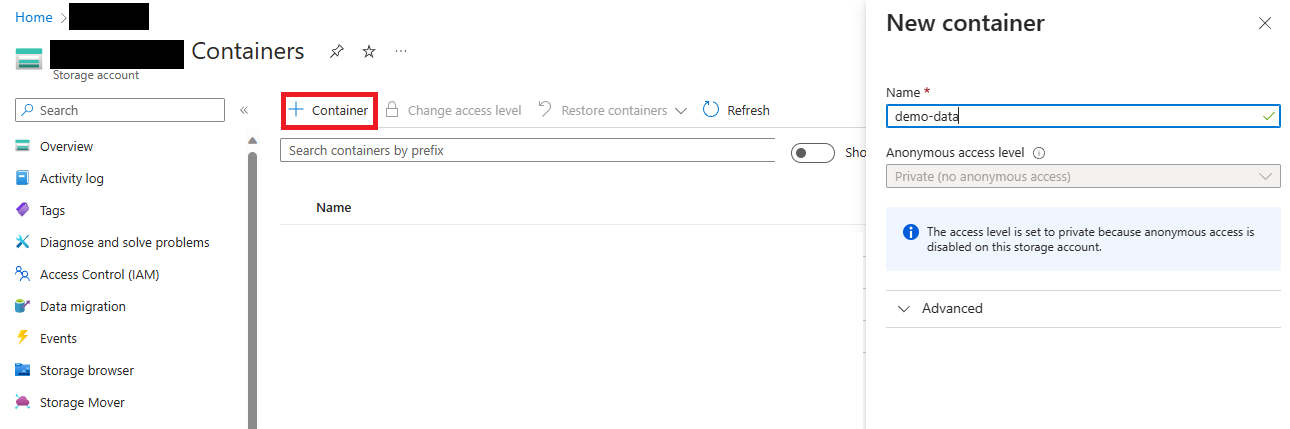 Home
Containers
Storage account
Search
Overview
Activity log
Tags
Diagnose and solve problems
Access Control (IAM)
Data migration
Events
Storage browser
Storage Mover
Container
Change access level
Restore containers
Refresh
Search containers by prefix
Sho
Name
New container
Name *
demo-data
Anonymous access level
Private (no anonymous access)
The access level is set to private because anonymous access is
disabled on this storage account.
Advanced